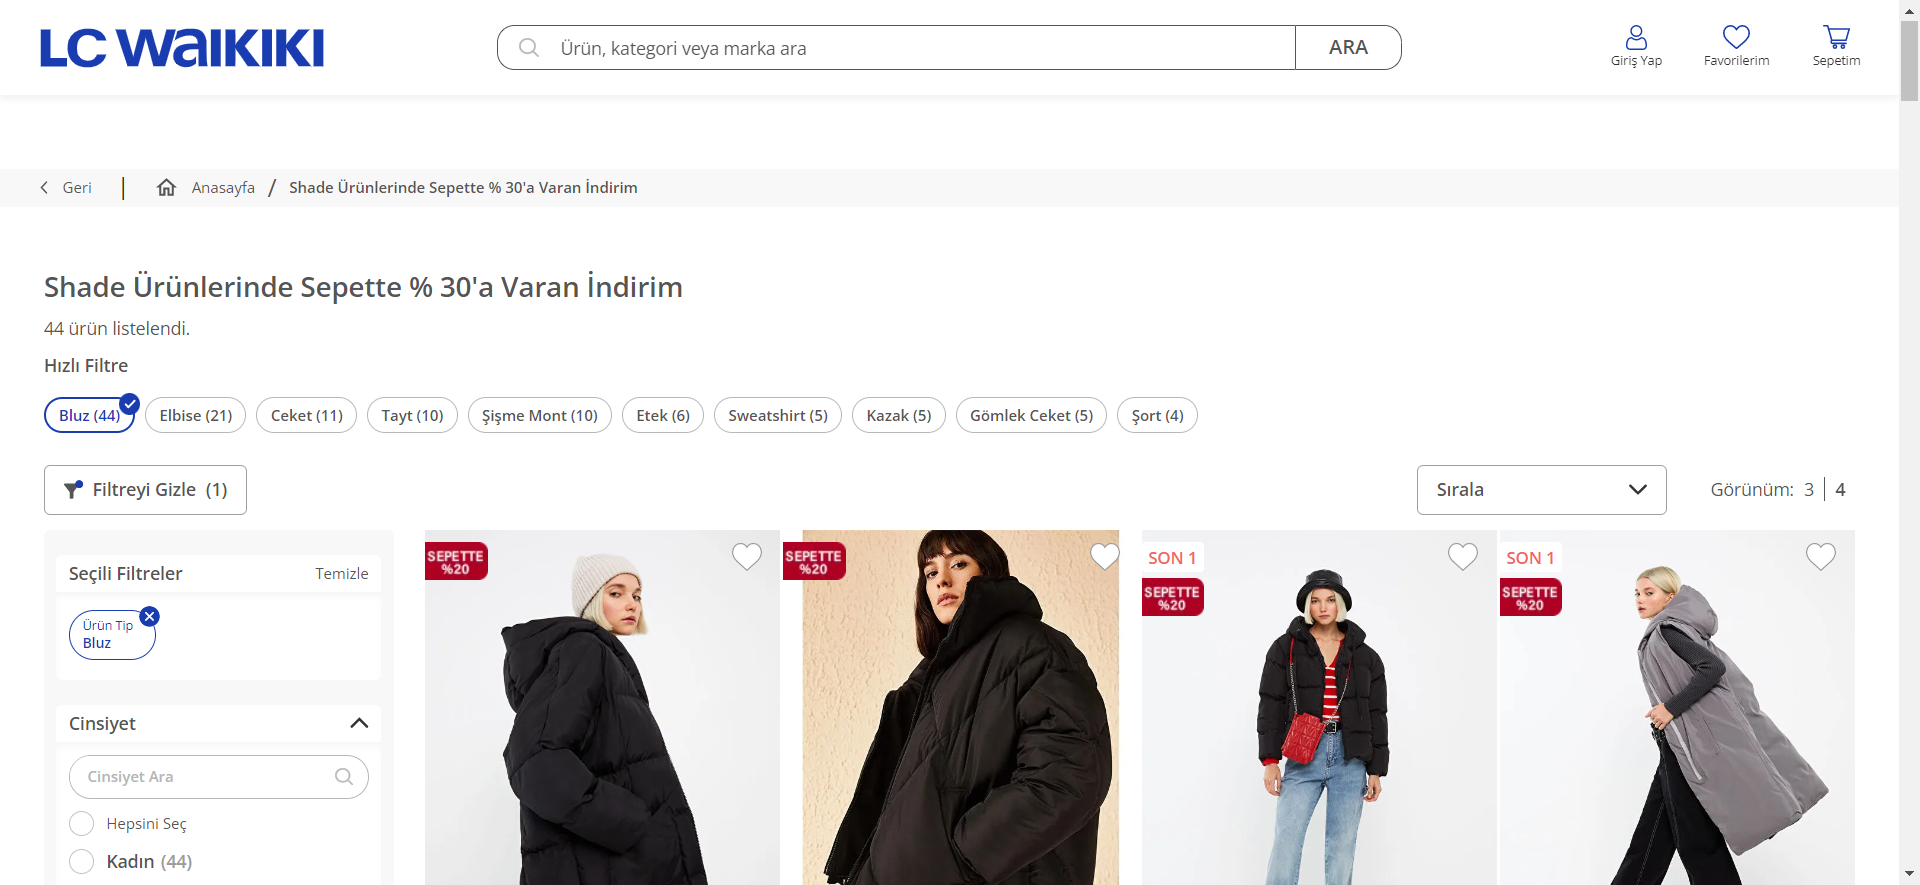 LC WAIKIKI
Ürün, kategori veya marka ara
ARA
Giriş Yap
Favorilerim
Sepetim
Geri
Anasayfa / Shade Ürünlerinde Sepette % 30'a Varan İndirim
Shade Ürünlerinde Sepette % 30'a Varan İndirim
44 ürün listelendi.
Hızlı Filtre
Bluz (44)
Elbise (21)
Ceket (11)
Tayt (10)
Şişme Mont (10)
Etek (6)
Sweatshirt (5)
Kazak (5)
Gömlek Ceket (5)
Şort (4)
Filtreyi Gizle (1)
Sırala
Görünüm: 3 | 4
Seçili Filtreler
Temizle
Ürün Tip
Bluz
Cinsiyet
Cinsiyet Ara
Hepsini Seç
Kadın (44)
SEPETTE
%20
SEPETTE
%20
SON 1
SEPETTE
%20
SON 1
SEPETTE
%20